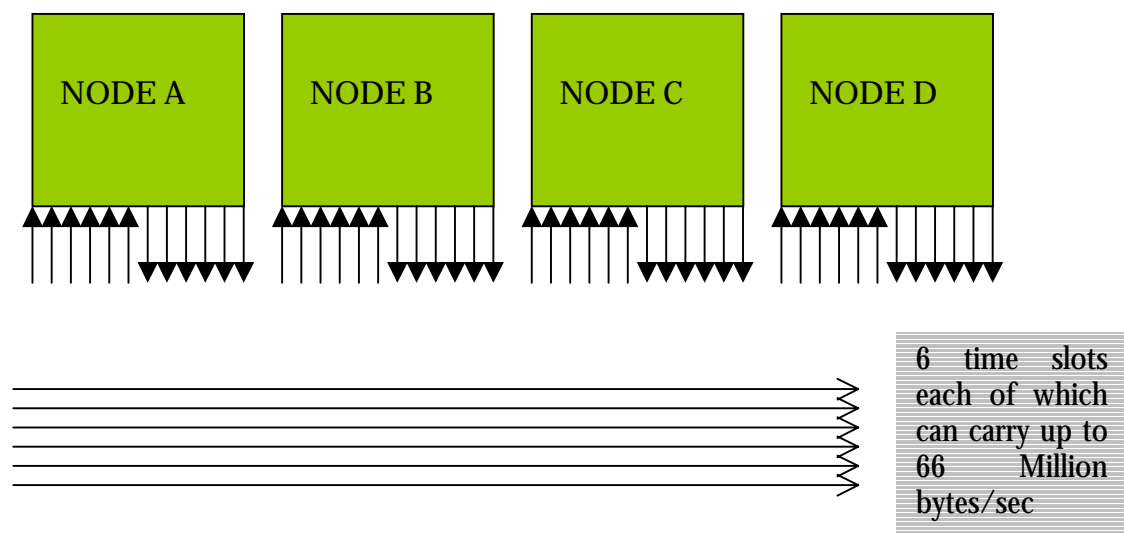 NODE A
NODE B
NODE C
NODE D
6 time slots
each of which
can carry up to
66 Million
bytes/sec